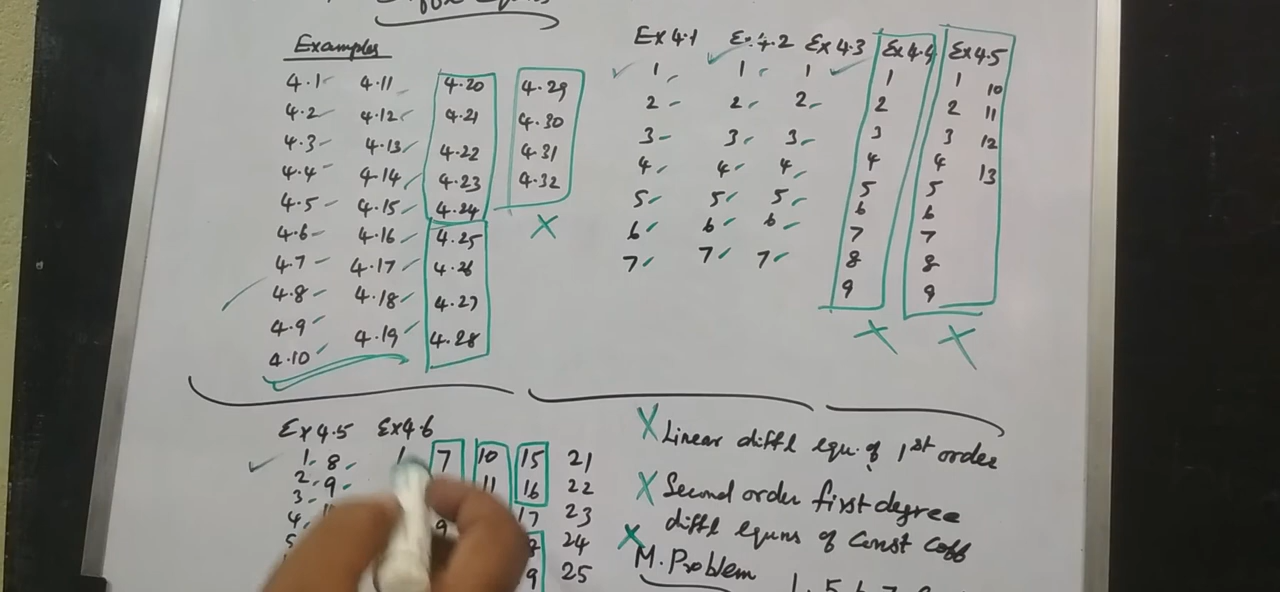 Examples
4.1 4.11 4.20 4.29
4.2 4.12 4.21 4.30
4.3 4.13 4.22 4.31
4.4 4.14 4.23 4.32
4.5 4.15 4.24
4.6 4.16 4.25
4.7 4.17 4.26
4.8 4.18 4.27
4.9 4.19 4.28
4.10
Ex 4.1 Ex 4.2 Ex 4.3 Ex 4.4 Ex 4.5
1 1 1 1 1 10
2 2 2 2 2 11
3 3 3 3 3 12
4 4 4 4 4 13
5 5 5 5 5
6 6 6 6 6
7 7 7 7 7
8 8
9 9
Ex 4.5 Ex 4.6
1 8 1 7 10 15 21
2 9 11 16 22
3 17 23
4 9 24
5 9 25
X Linear diffl equ. of 1st order
X Second order first degree
diffl equns of Const Coff
X M. Problem